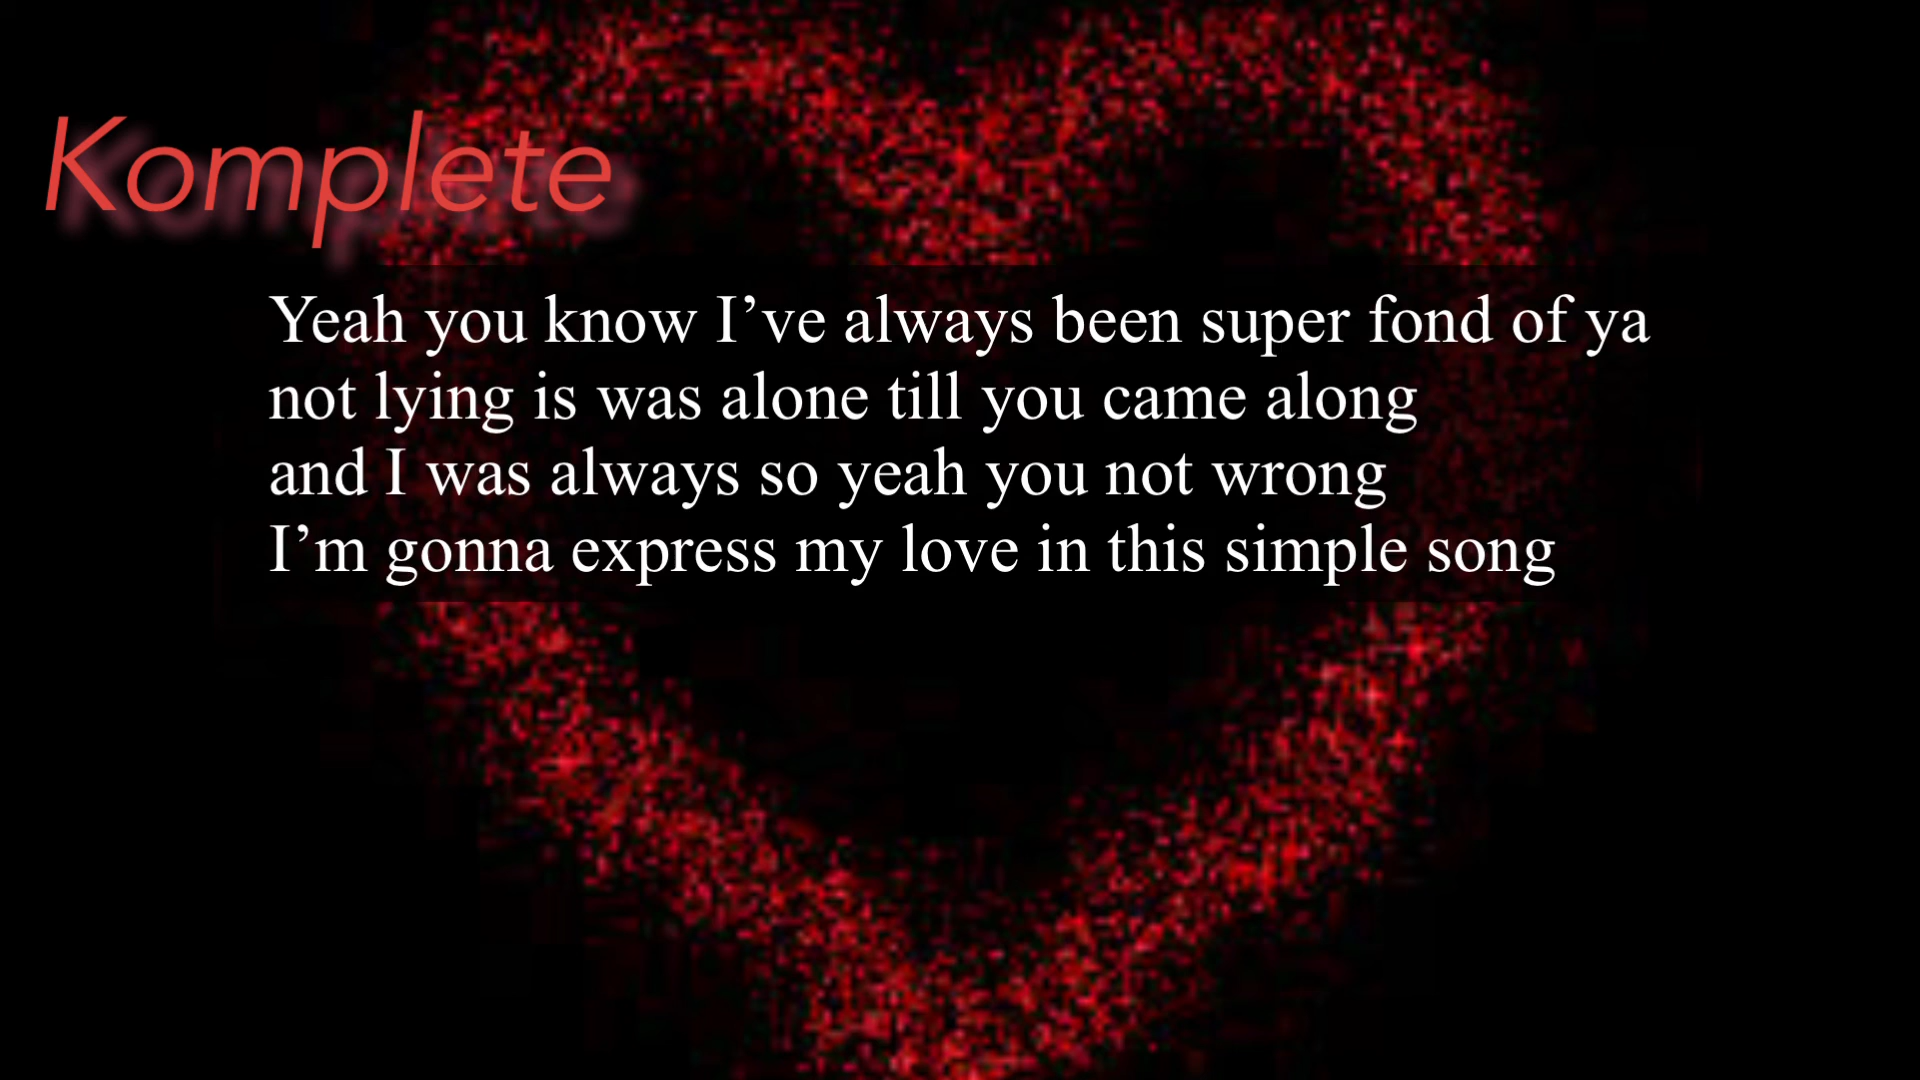 Komplete
Yeah you know I’ve always been super fond of ya
not lying is was alone till you came along
and I was always so yeah you not wrong
I’m gonna express my love in this simple song